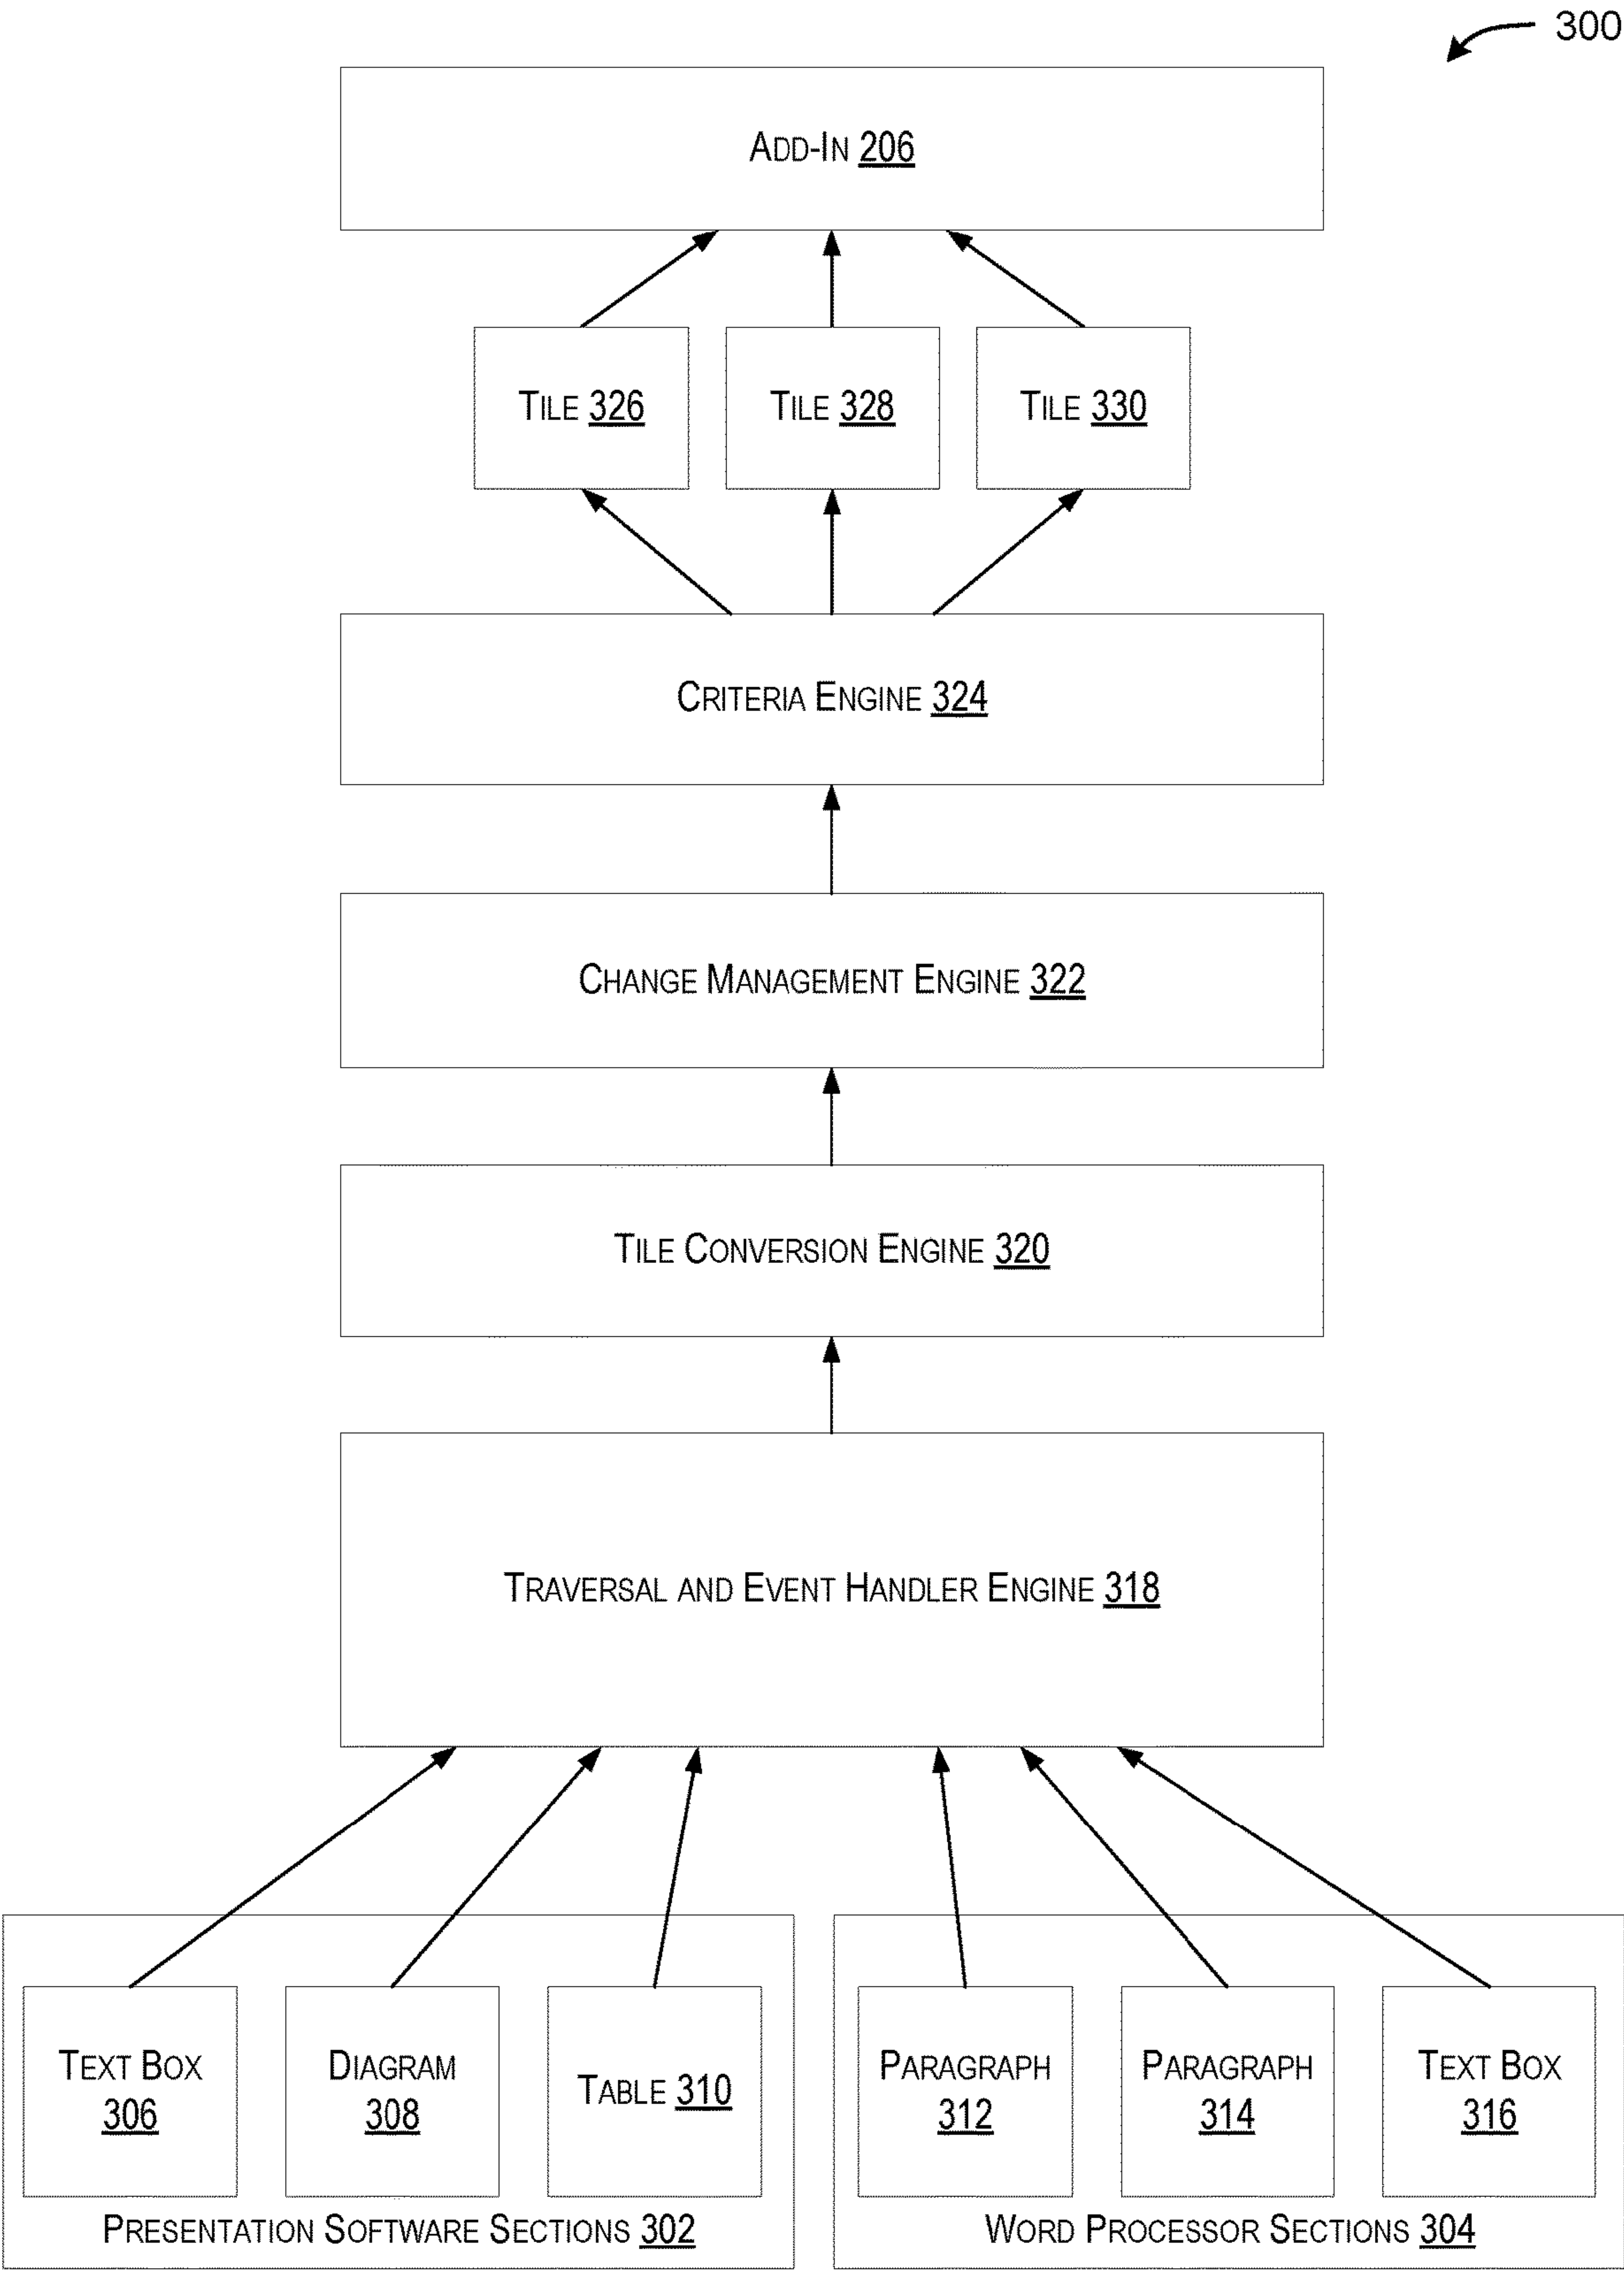 300
Add-In 206
Tile 326
Tile 328
Tile 330
Criteria Engine 324
Change Management Engine 322
Tile Conversion Engine 320
Traversal and Event Handler Engine 318
Text Box
306
Diagram
308
Table 310
Presentation Software Sections 302
Paragraph
312
Paragraph
314
Text Box
316
Word Processor Sections 304